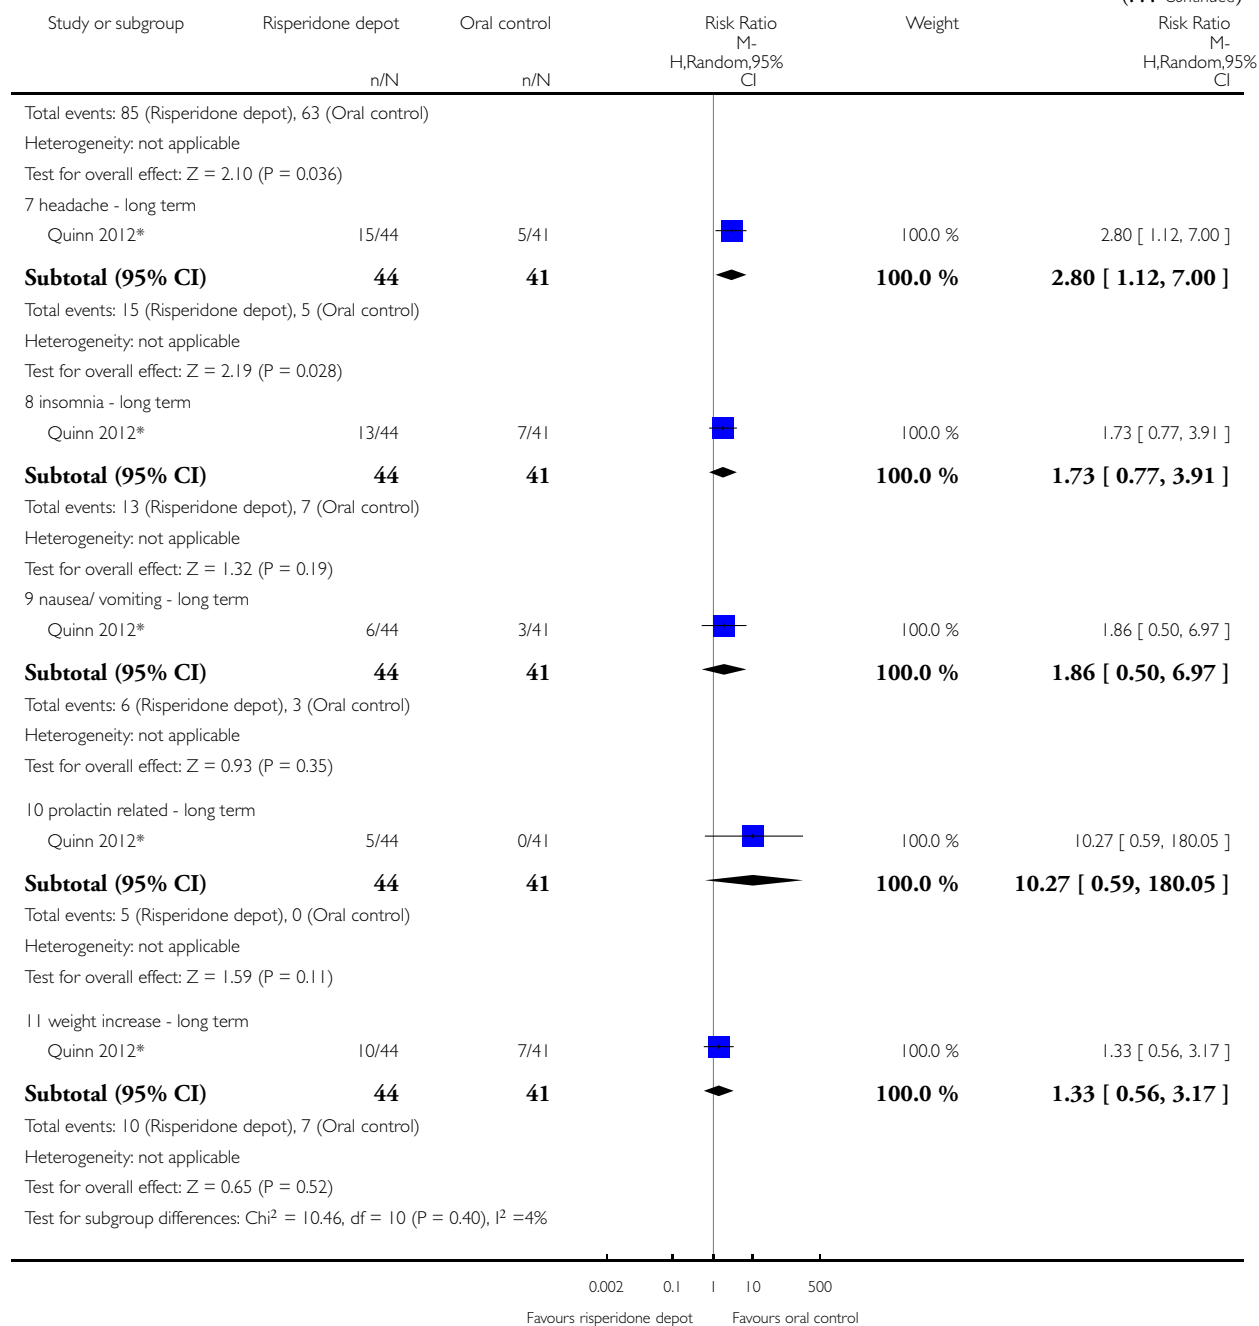 Continued)
Study or subgroup Risperidone depot Oral control Risk Ratio Weight Risk Ratio
M- M-
H,Random,95% H,Random,95%
n/N n/N CI CI
Total events: 85 (Risperidone depot), 63 (Oral control)
Heterogeneity: not applicable
Test for overall effect: Z = 2.10 (P = 0.036)
7 headache - long term
Quinn 2012* 15/44 5/41 100.0 % 2.80 [ 1.12, 7.00 ]
Subtotal (95% CI) 44 41 100.0 % 2.80 [ 1.12, 7.00 ]
Total events: 15 (Risperidone depot), 5 (Oral control)
Heterogeneity: not applicable
Test for overall effect: Z = 2.19 (P = 0.028)
8 insomnia - long term
Quinn 2012* 13/44 7/41 100.0 % 1.73 [ 0.77, 3.91 ]
Subtotal (95% CI) 44 41 100.0 % 1.73 [ 0.77, 3.91 ]
Total events: 13 (Risperidone depot), 7 (Oral control)
Heterogeneity: not applicable
Test for overall effect: Z = 1.32 (P = 0.19)
9 nausea/ vomiting - long term
Quinn 2012* 6/44 3/41 100.0 % 1.86 [ 0.50, 6.97 ]
Subtotal (95% CI) 44 41 100.0 % 1.86 [ 0.50, 6.97 ]
Total events: 6 (Risperidone depot), 3 (Oral control)
Heterogeneity: not applicable
Test for overall effect: Z = 0.93 (P = 0.35)
10 prolactin related - long term
Quinn 2012* 5/44 0/41 100.0 % 10.27 [ 0.59, 180.05 ]
Subtotal (95% CI) 44 41 100.0 % 10.27 [ 0.59, 180.05 ]
Total events: 5 (Risperidone depot), 0 (Oral control)
Heterogeneity: not applicable
Test for overall effect: Z = 1.59 (P = 0.11)
11 weight increase - long term
Quinn 2012* 10/44 7/41 100.0 % 1.33 [ 0.56, 3.17 ]
Subtotal (95% CI) 44 41 100.0 % 1.33 [ 0.56, 3.17 ]
Total events: 10 (Risperidone depot), 7 (Oral control)
Heterogeneity: not applicable
Test for overall effect: Z = 0.65 (P = 0.52)
Test for subgroup differences: Chi² = 10.46, df = 10 (P = 0.40), I² =4%
0.002 0.1 1 10 500
Favours risperidone depot Favours oral control